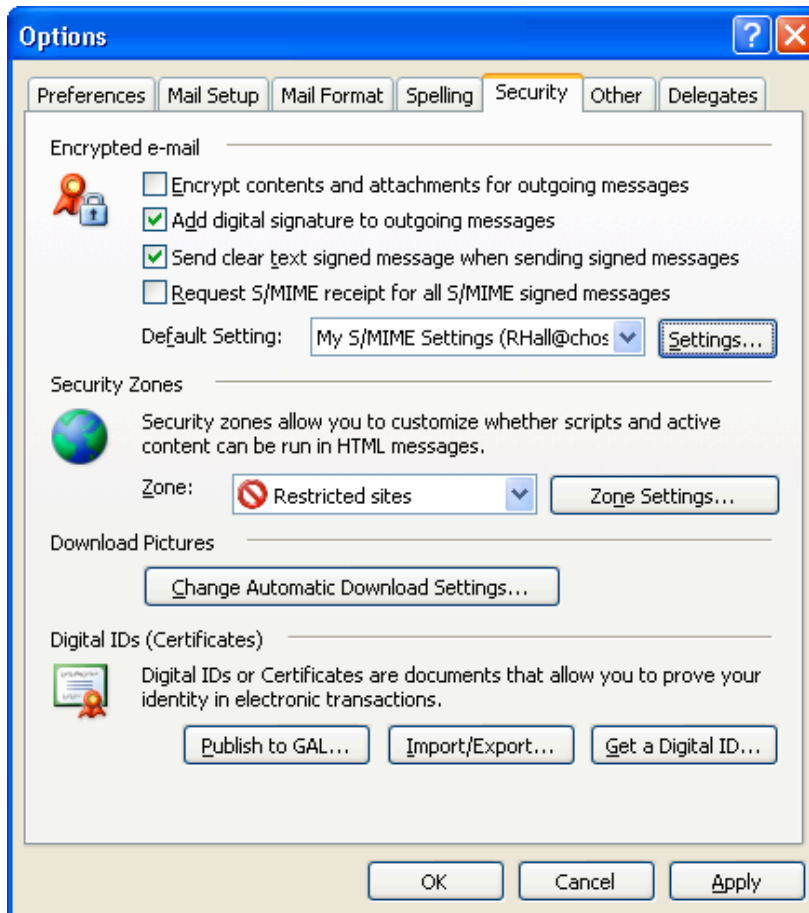 Options
Preferences Mail Setup Mail Format Spelling Security Other Delegates
Encrypted e-mail
Encrypt contents and attachments for outgoing messages
Add digital signature to outgoing messages
Send clear text signed message when sending signed messages
Request S/MIME receipt for all S/MIME signed messages
Default Setting: My S/MIME Settings (RHall@chos Settings...
Security Zones
Security zones allow you to customize whether scripts and active
content can be run in HTML messages.
Zone: Restricted sites Zone Settings...
Download Pictures
Change Automatic Download Settings...
Digital IDs (Certificates)
Digital IDs or Certificates are documents that allow you to prove your
identity in electronic transactions.
Publish to GAL... Import/Export... Get a Digital ID...
OK Cancel Apply